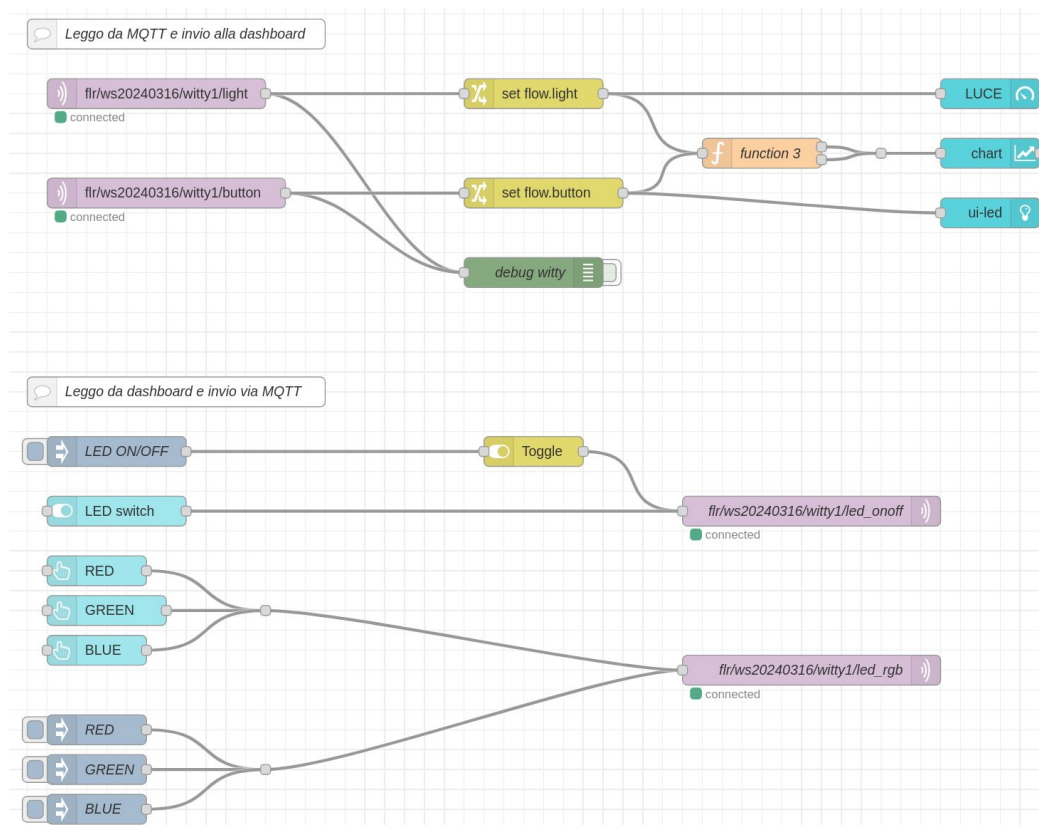 Leggo da MQTT e invio alla dashboard
flr/ws20240316/witty1/light
set flow.light
LUCE
connected
function 3
chart
flr/ws20240316/witty1/button
set flow.button
connected
ui-led
debug witty
Leggo da dashboard e invio via MQTT
LED ON/OFF
Toggle
LED switch
flr/ws20240316/witty1/led_onoff
connected
RED
GREEN
BLUE
flr/ws20240316/witty1/led_rgb
connected
RED
GREEN
BLUE